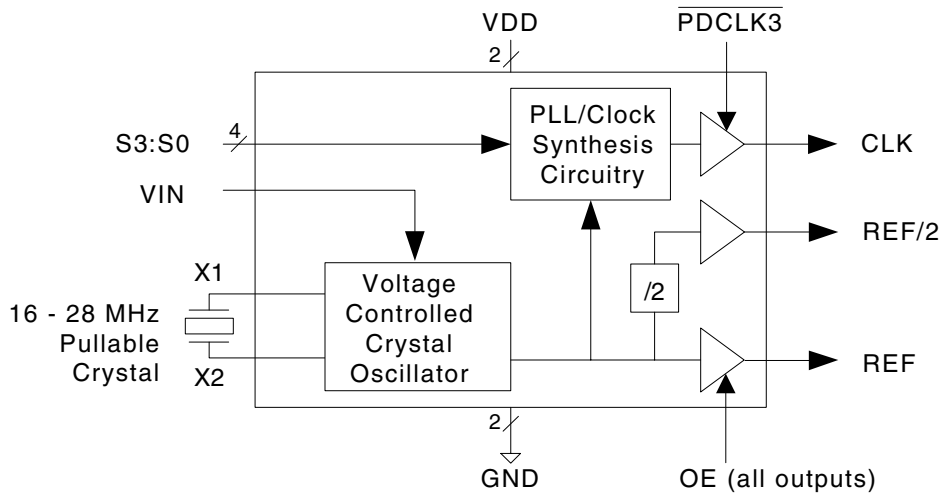 VDD
PDCLK3
2
S3:S0
4
PLL/Clock
Synthesis
Circuitry
CLK
VIN
REF/2
X1
Voltage
Controlled
Crystal
Oscillator
/2
16 - 28 MHz
Pullable
Crystal
X2
REF
2
GND
OE (all outputs)